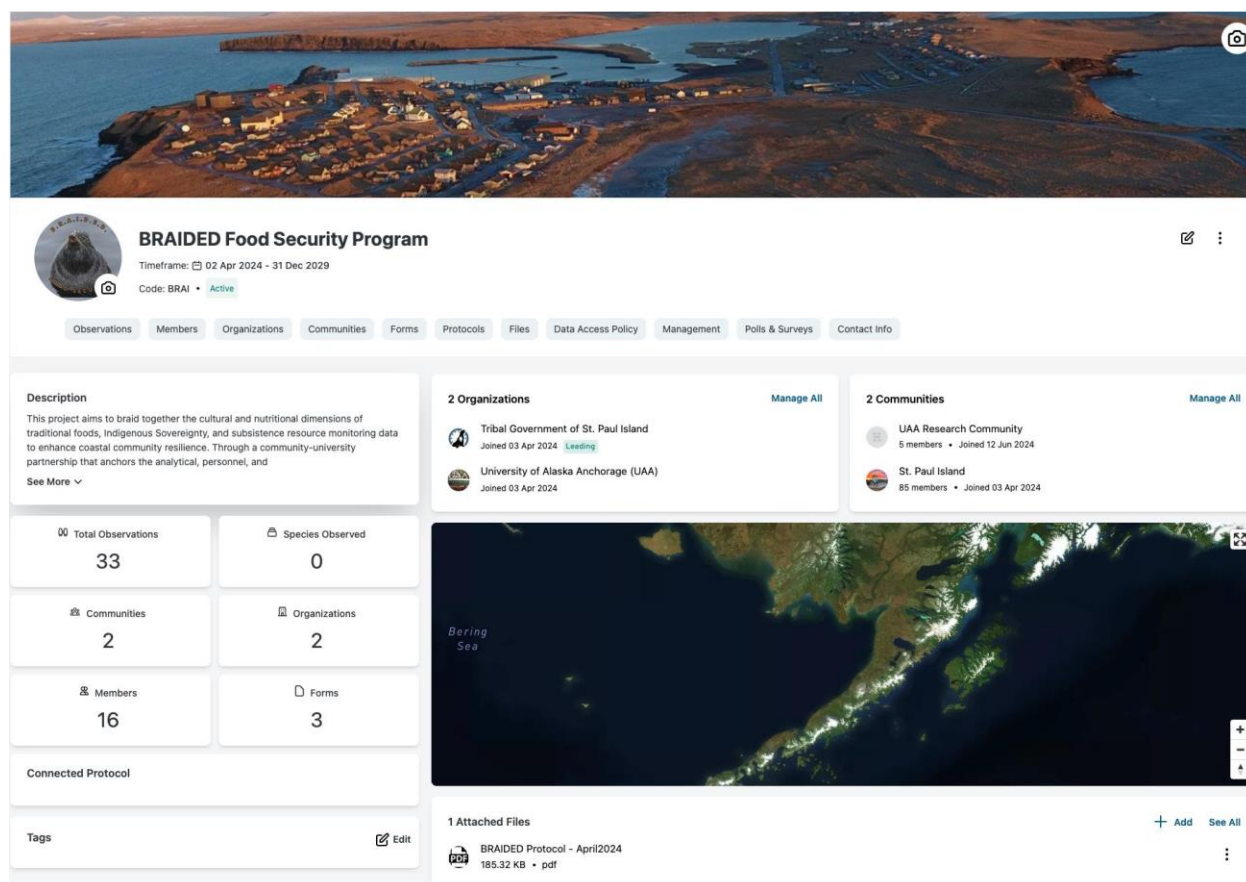 B.R.A.I.D.E.D.
BRAIDED Food Security Program
Timeframe: 02 Apr 2024 - 31 Dec 2029
Code: BRAI • Active
Observations Members Organizations Communities Forms Protocols Files Data Access Policy Management Polls & Surveys Contact Info
Description
This project aims to braid together the cultural and nutritional dimensions of
traditional foods, Indigenous Sovereignty, and subsistence resource monitoring data
to enhance coastal community resilience. Through a community-university
partnership that anchors the analytical, personnel, and
See More
2 Organizations Manage All
Tribal Government of St. Paul Island
Joined 03 Apr 2024 Leading
University of Alaska Anchorage (UAA)
Joined 03 Apr 2024
2 Communities Manage All
UAA Research Community
5 members • Joined 12 Jun 2024
St. Paul Island
85 members • Joined 03 Apr 2024
Total Observations
33
Species Observed
0
Communities
2
Organizations
2
Members
16
Forms
3
Bering
Sea
Connected Protocol
Tags Edit
1 Attached Files + Add See All
PDF
BRAIDED Protocol - April2024
185.32 KB • pdf